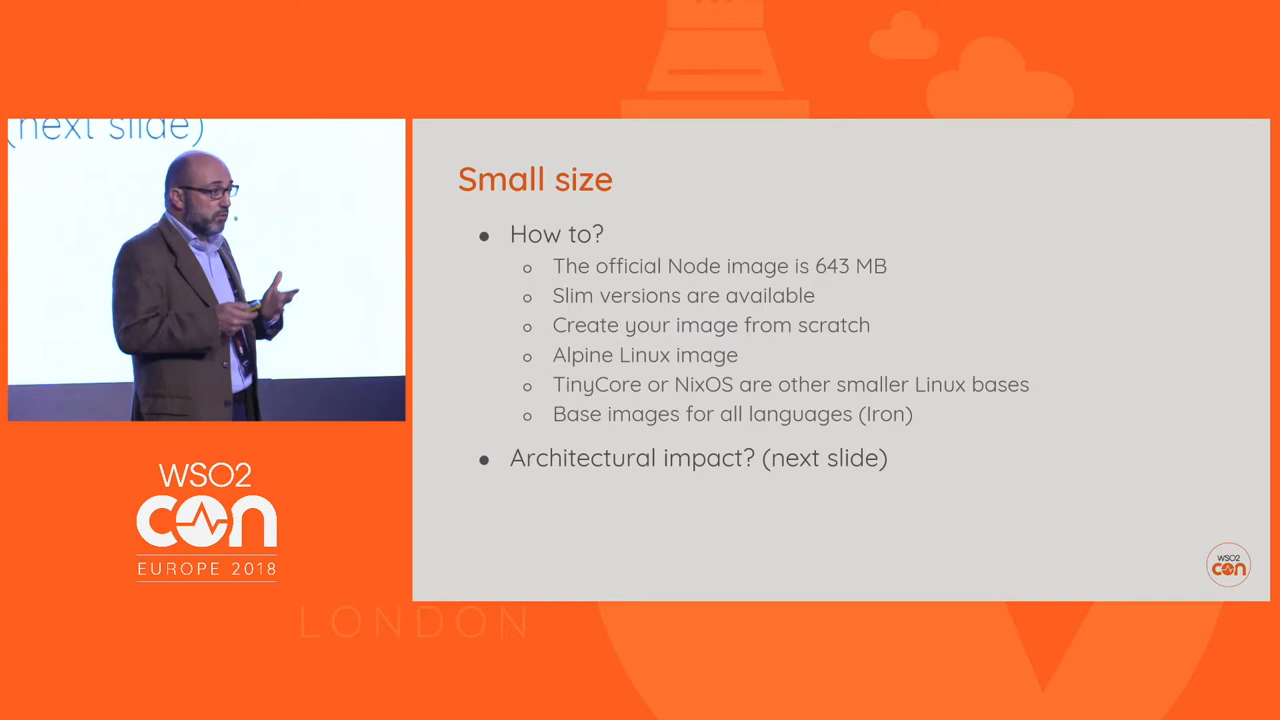 (next slide)
Small size
How to?
The official Node image is 643 MB
Slim versions are available
Create your image from scratch
Alpine Linux image
TinyCore or NixOS are other smaller Linux bases
Base images for all languages (Iron)
Architectural impact? (next slide)
WSO2
con
EUROPE 2018
WSO2
con
LONDON